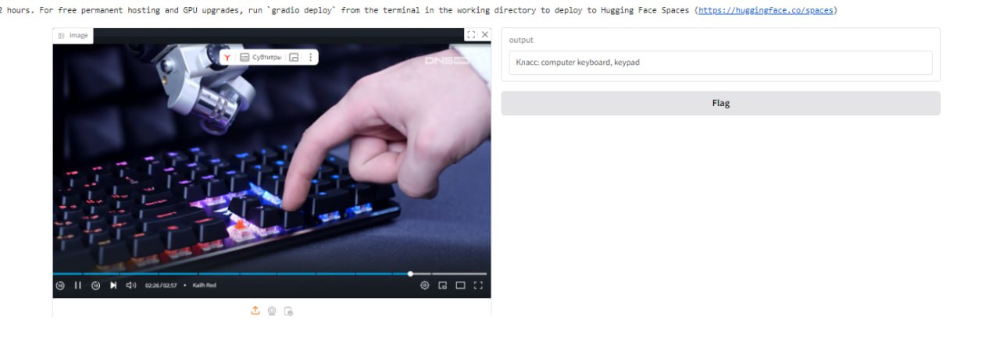 2 hours. For free permanent hosting and GPU upgrades, run `gradio deploy` from the terminal in the working directory to deploy to Hugging Face Spaces (https://huggingface.co/spaces)
image
Субтитры
DNS
output
Класс: computer keyboard, keypad
Flag
02:26/02:57 • Kailh Red